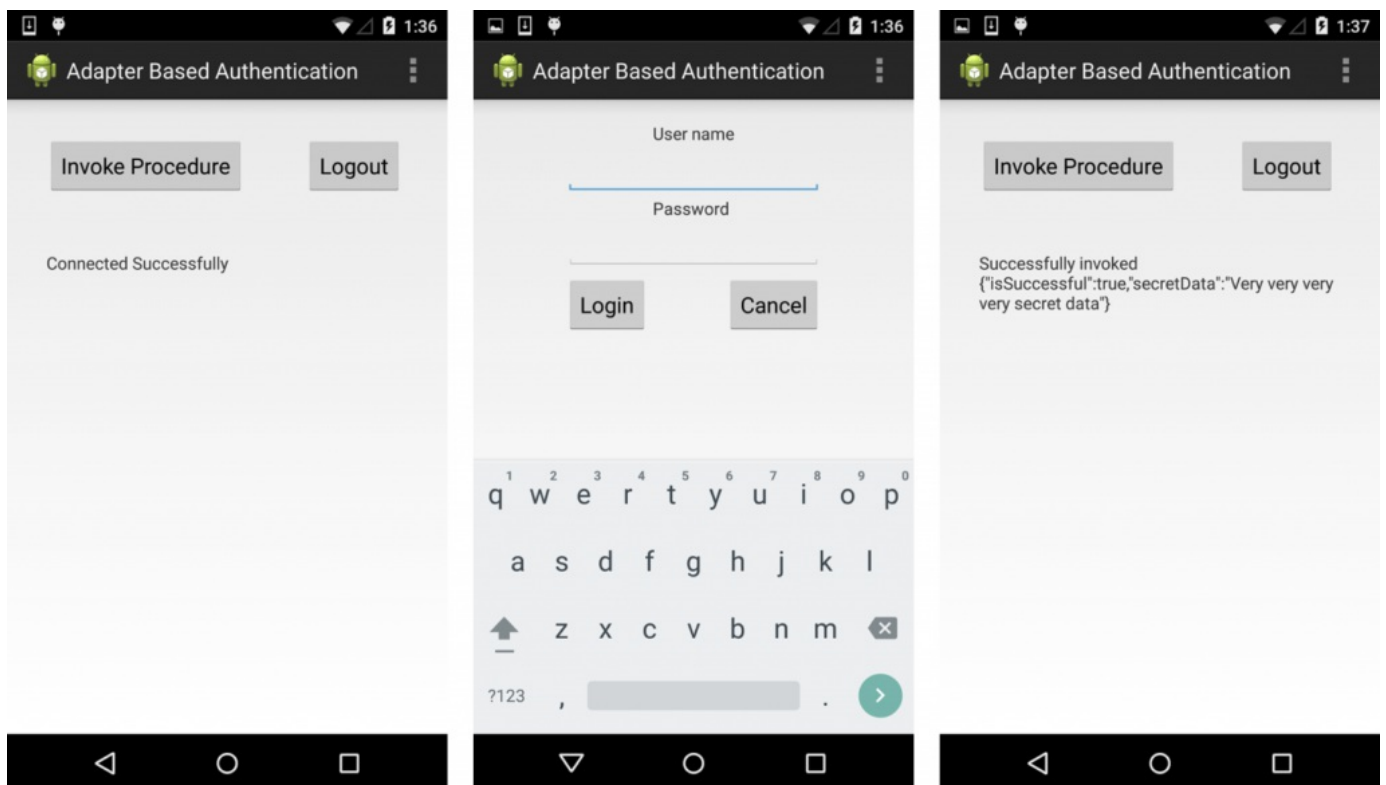 1:36
Adapter Based Authentication
Invoke Procedure
Logout
Connected Successfully
1:36
Adapter Based Authentication
User name
Password
Login
Cancel
1 2 3 4 5 6 7 8 9 0
q w e r t y u i o p
a s d f g h j k l
z x c v b n m
?123 , .
1:37
Adapter Based Authentication
Invoke Procedure
Logout
Successfully invoked
{"isSuccessful":true,"secretData":"Very very very
very secret data"}